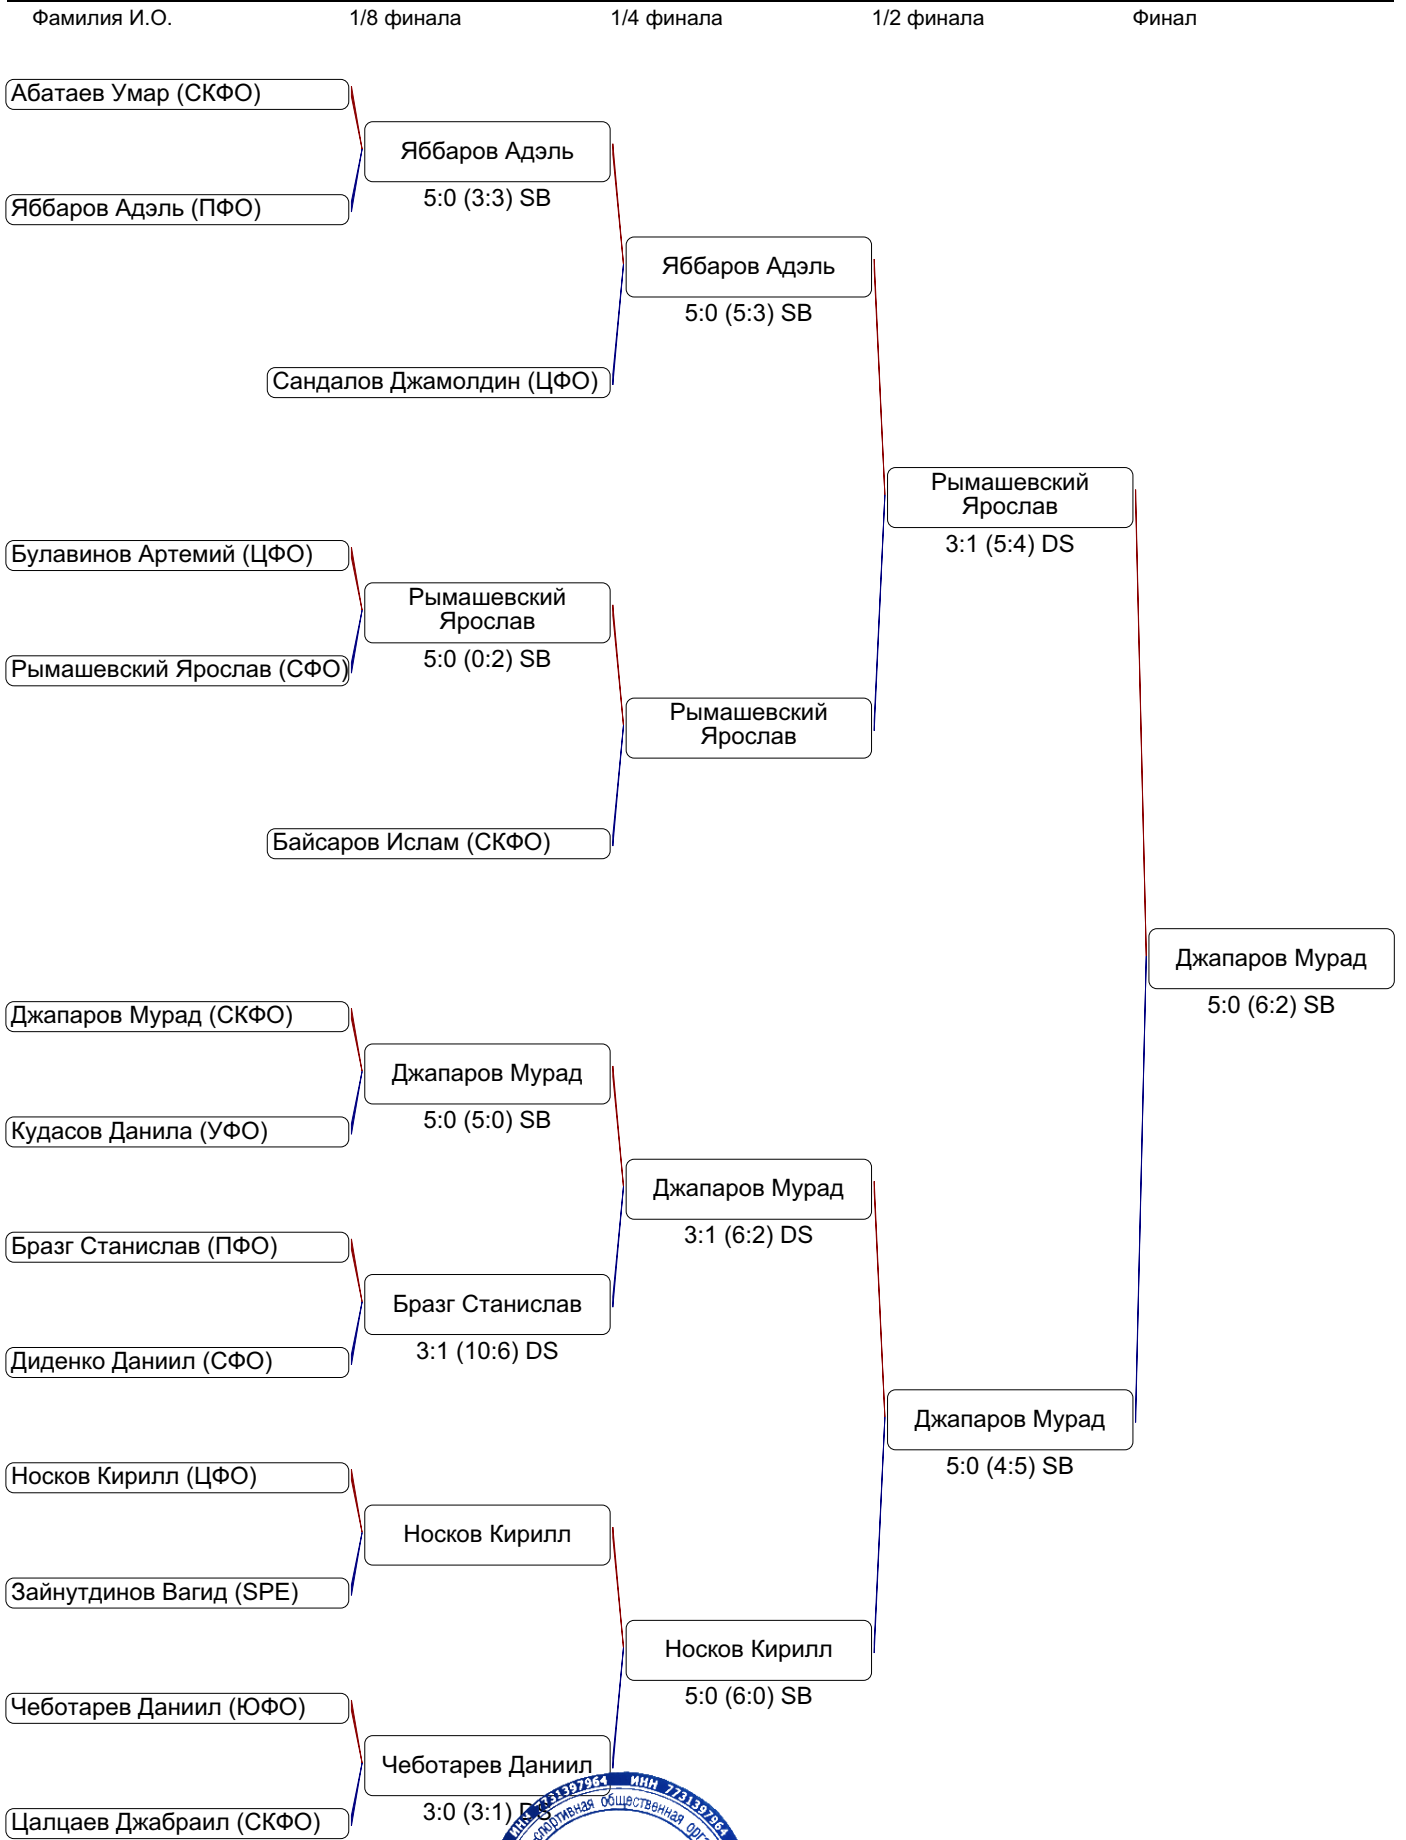 Фамилия И.О. 1/8 финала 1/4 финала 1/2 финала Финал
Абатаев Умар (СКФО)
Яббаров Адэль
5:0 (3:3) SB
Яббаров Адэль (ПФО)
Яббаров Адэль
5:0 (5:3) SB
Сандалов Джамолдин (ЦФО)
Рымашевский
Ярослав
3:1 (5:4) DS
Булавинов Артемий (ЦФО)
Рымашевский
Ярослав
5:0 (0:2) SB
Рымашевский Ярослав (СФО)
Рымашевский
Ярослав
Байсаров Ислам (СКФО)
Джапаров Мурад
5:0 (6:2) SB
Джапаров Мурад (СКФО)
Джапаров Мурад
5:0 (5:0) SB
Кудасов Данила (УФО)
Джапаров Мурад
3:1 (6:2) DS
Бразг Станислав (ПФО)
Бразг Станислав
3:1 (10:6) DS
Диденко Даниил (СФО)
Джапаров Мурад
5:0 (4:5) SB
Носков Кирилл (ЦФО)
Носков Кирилл
Зайнутдинов Вагид (SPE)
Носков Кирилл
5:0 (6:0) SB
Чеботарев Даниил (ЮФО)
Чеботарев Даниил
3:0 (3:1) DS
Цалцаев Джабраил (СКФО)
ИНН 7731397964 ИНН 7731397964
общественная